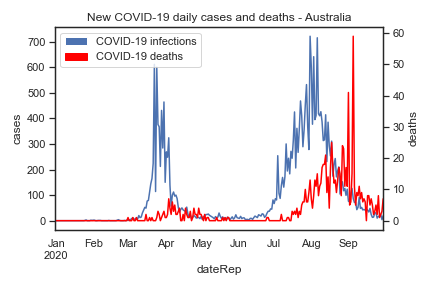 New COVID-19 daily cases and deaths - Australia
COVID-19 infections
COVID-19 deaths
cases
700
600
500
400
300
200
100
0
deaths
60
50
40
30
20
10
0
Jan Feb Mar Apr May Jun Jul Aug Sep
2020
dateRep